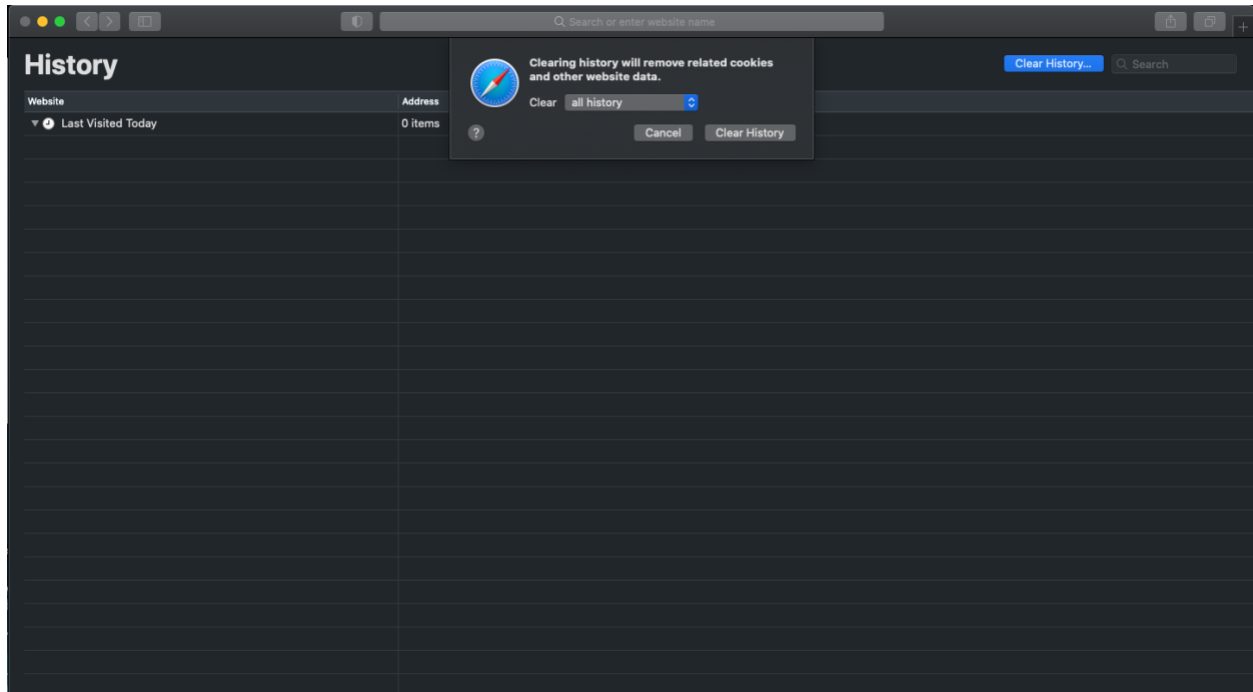 Search or enter website name
History
Clearing history will remove related cookies
and other website data.
Clear all history
? Cancel Clear History
Clear History... Search
Website Address
Last Visited Today 0 items